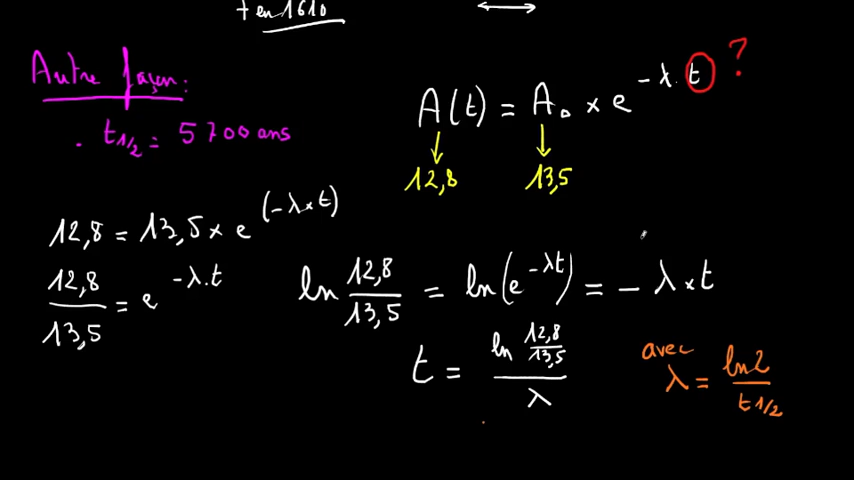 + en 1610
Autre façon:
. t1/2 = 5700 ans
A(t) = A₀ × e^(-λ.t) ?
12,8 13,5
12,8 = 13,5 × e^(-λ×t)
12,8/13,5 = e^(-λ.t)
ln 12,8/13,5 = ln(e^(-λt)) = - λ×t
t = ln 12,8/13,5 / λ
avec
λ = ln2/t1/2